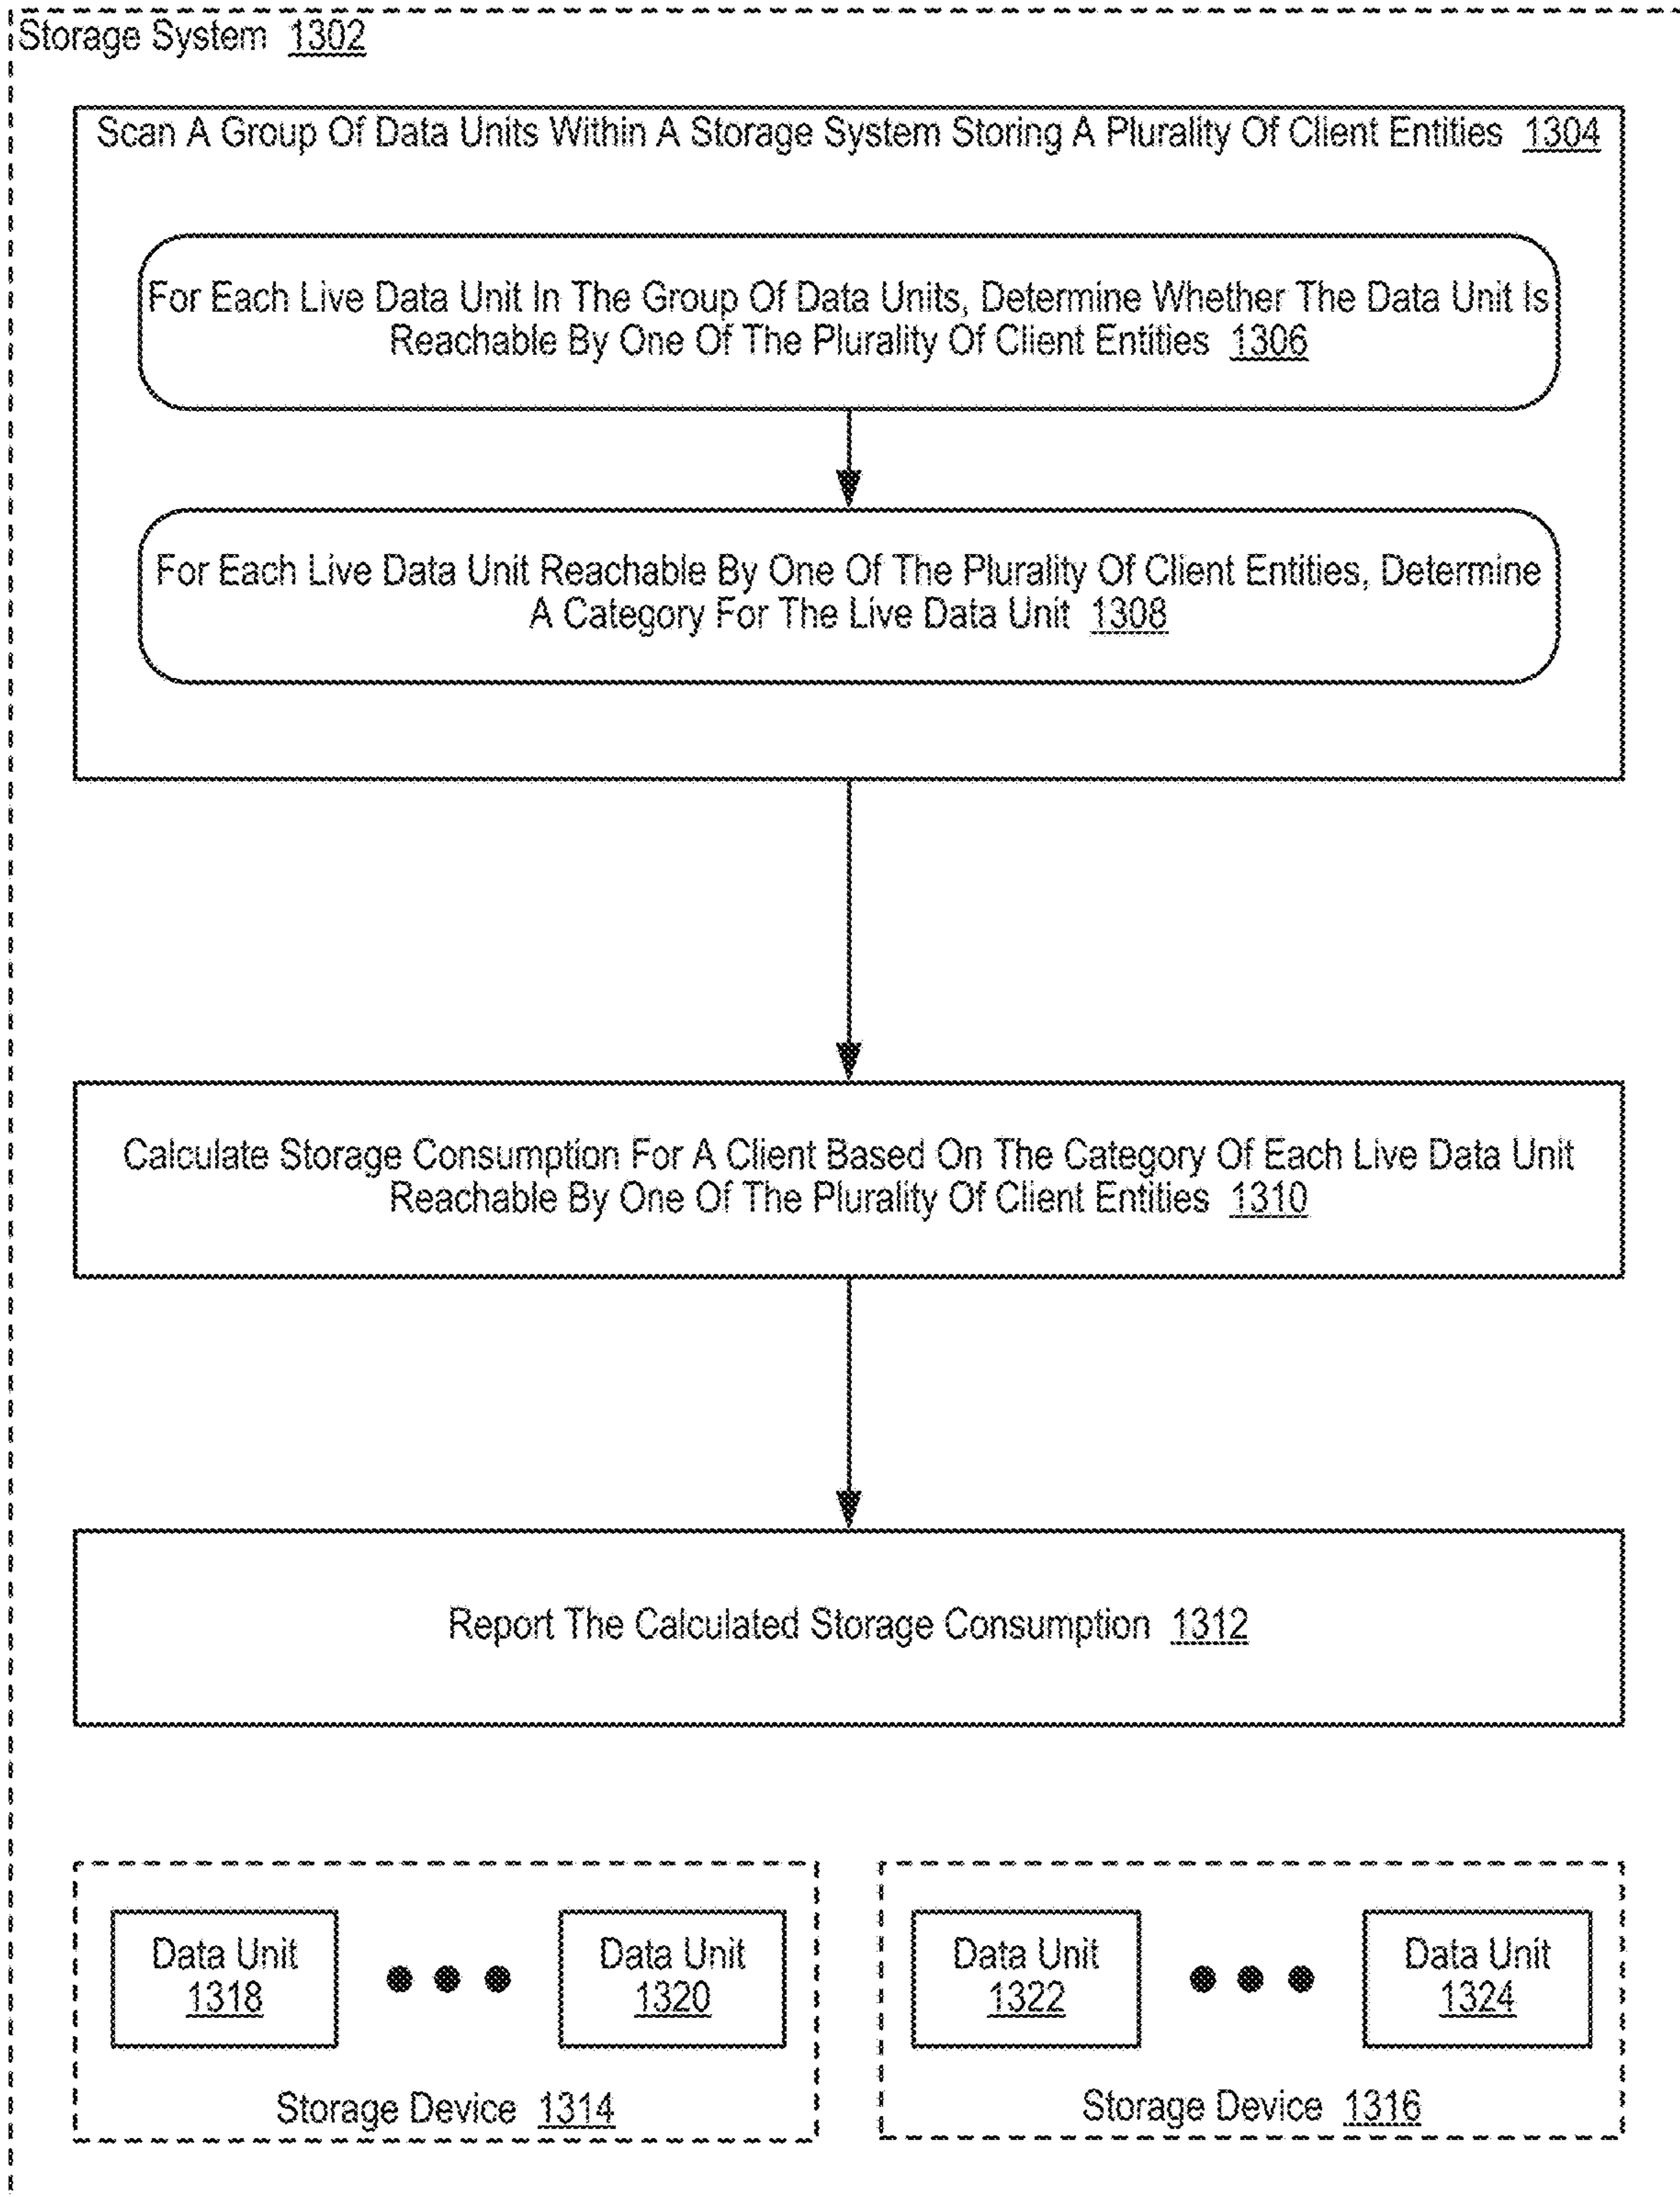 Storage System 1302
Scan A Group Of Data Units Within A Storage System Storing A Plurality Of Client Entities 1304
For Each Live Data Unit In The Group Of Data Units, Determine Whether The Data Unit Is
Reachable By One Of The Plurality Of Client Entities 1306
For Each Live Data Unit Reachable By One Of The Plurality Of Client Entities, Determine
A Category For The Live Data Unit 1308
Calculate Storage Consumption For A Client Based On The Category Of Each Live Data Unit
Reachable By One Of The Plurality Of Client Entities 1310
Report The Calculated Storage Consumption 1312
Data Unit
1318
Data Unit
1320
Storage Device 1314
Data Unit
1322
Data Unit
1324
Storage Device 1316